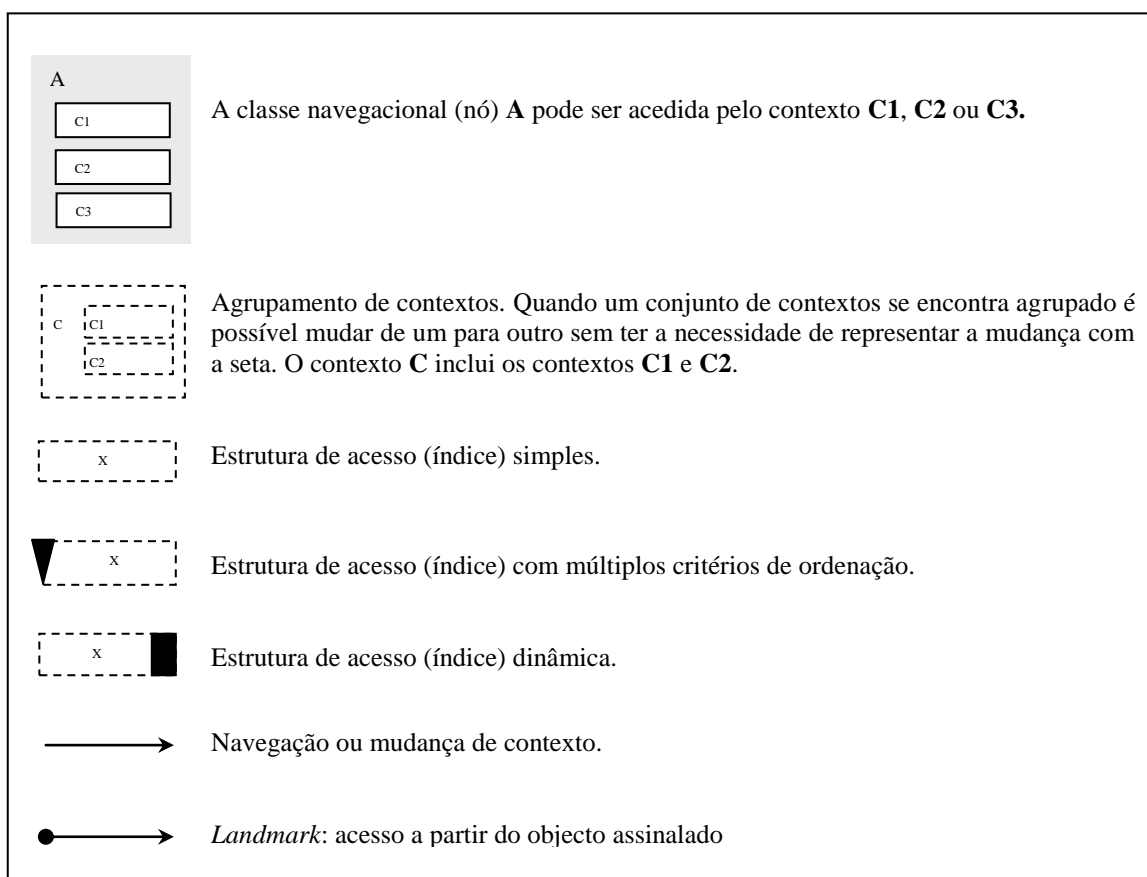 A
C1
C2
C3
A classe navegacional (nó) A pode ser acedida pelo contexto C1, C2 ou C3.
C
C1
C2
Agrupamento de contextos. Quando um conjunto de contextos se encontra agrupado é
possível mudar de um para outro sem ter a necessidade de representar a mudança com
a seta. O contexto C inclui os contextos C1 e C2.
X
Estrutura de acesso (índice) simples.
X
Estrutura de acesso (índice) com múltiplos critérios de ordenação.
X
Estrutura de acesso (índice) dinâmica.
Navegação ou mudança de contexto.
Landmark: acesso a partir do objecto assinalado